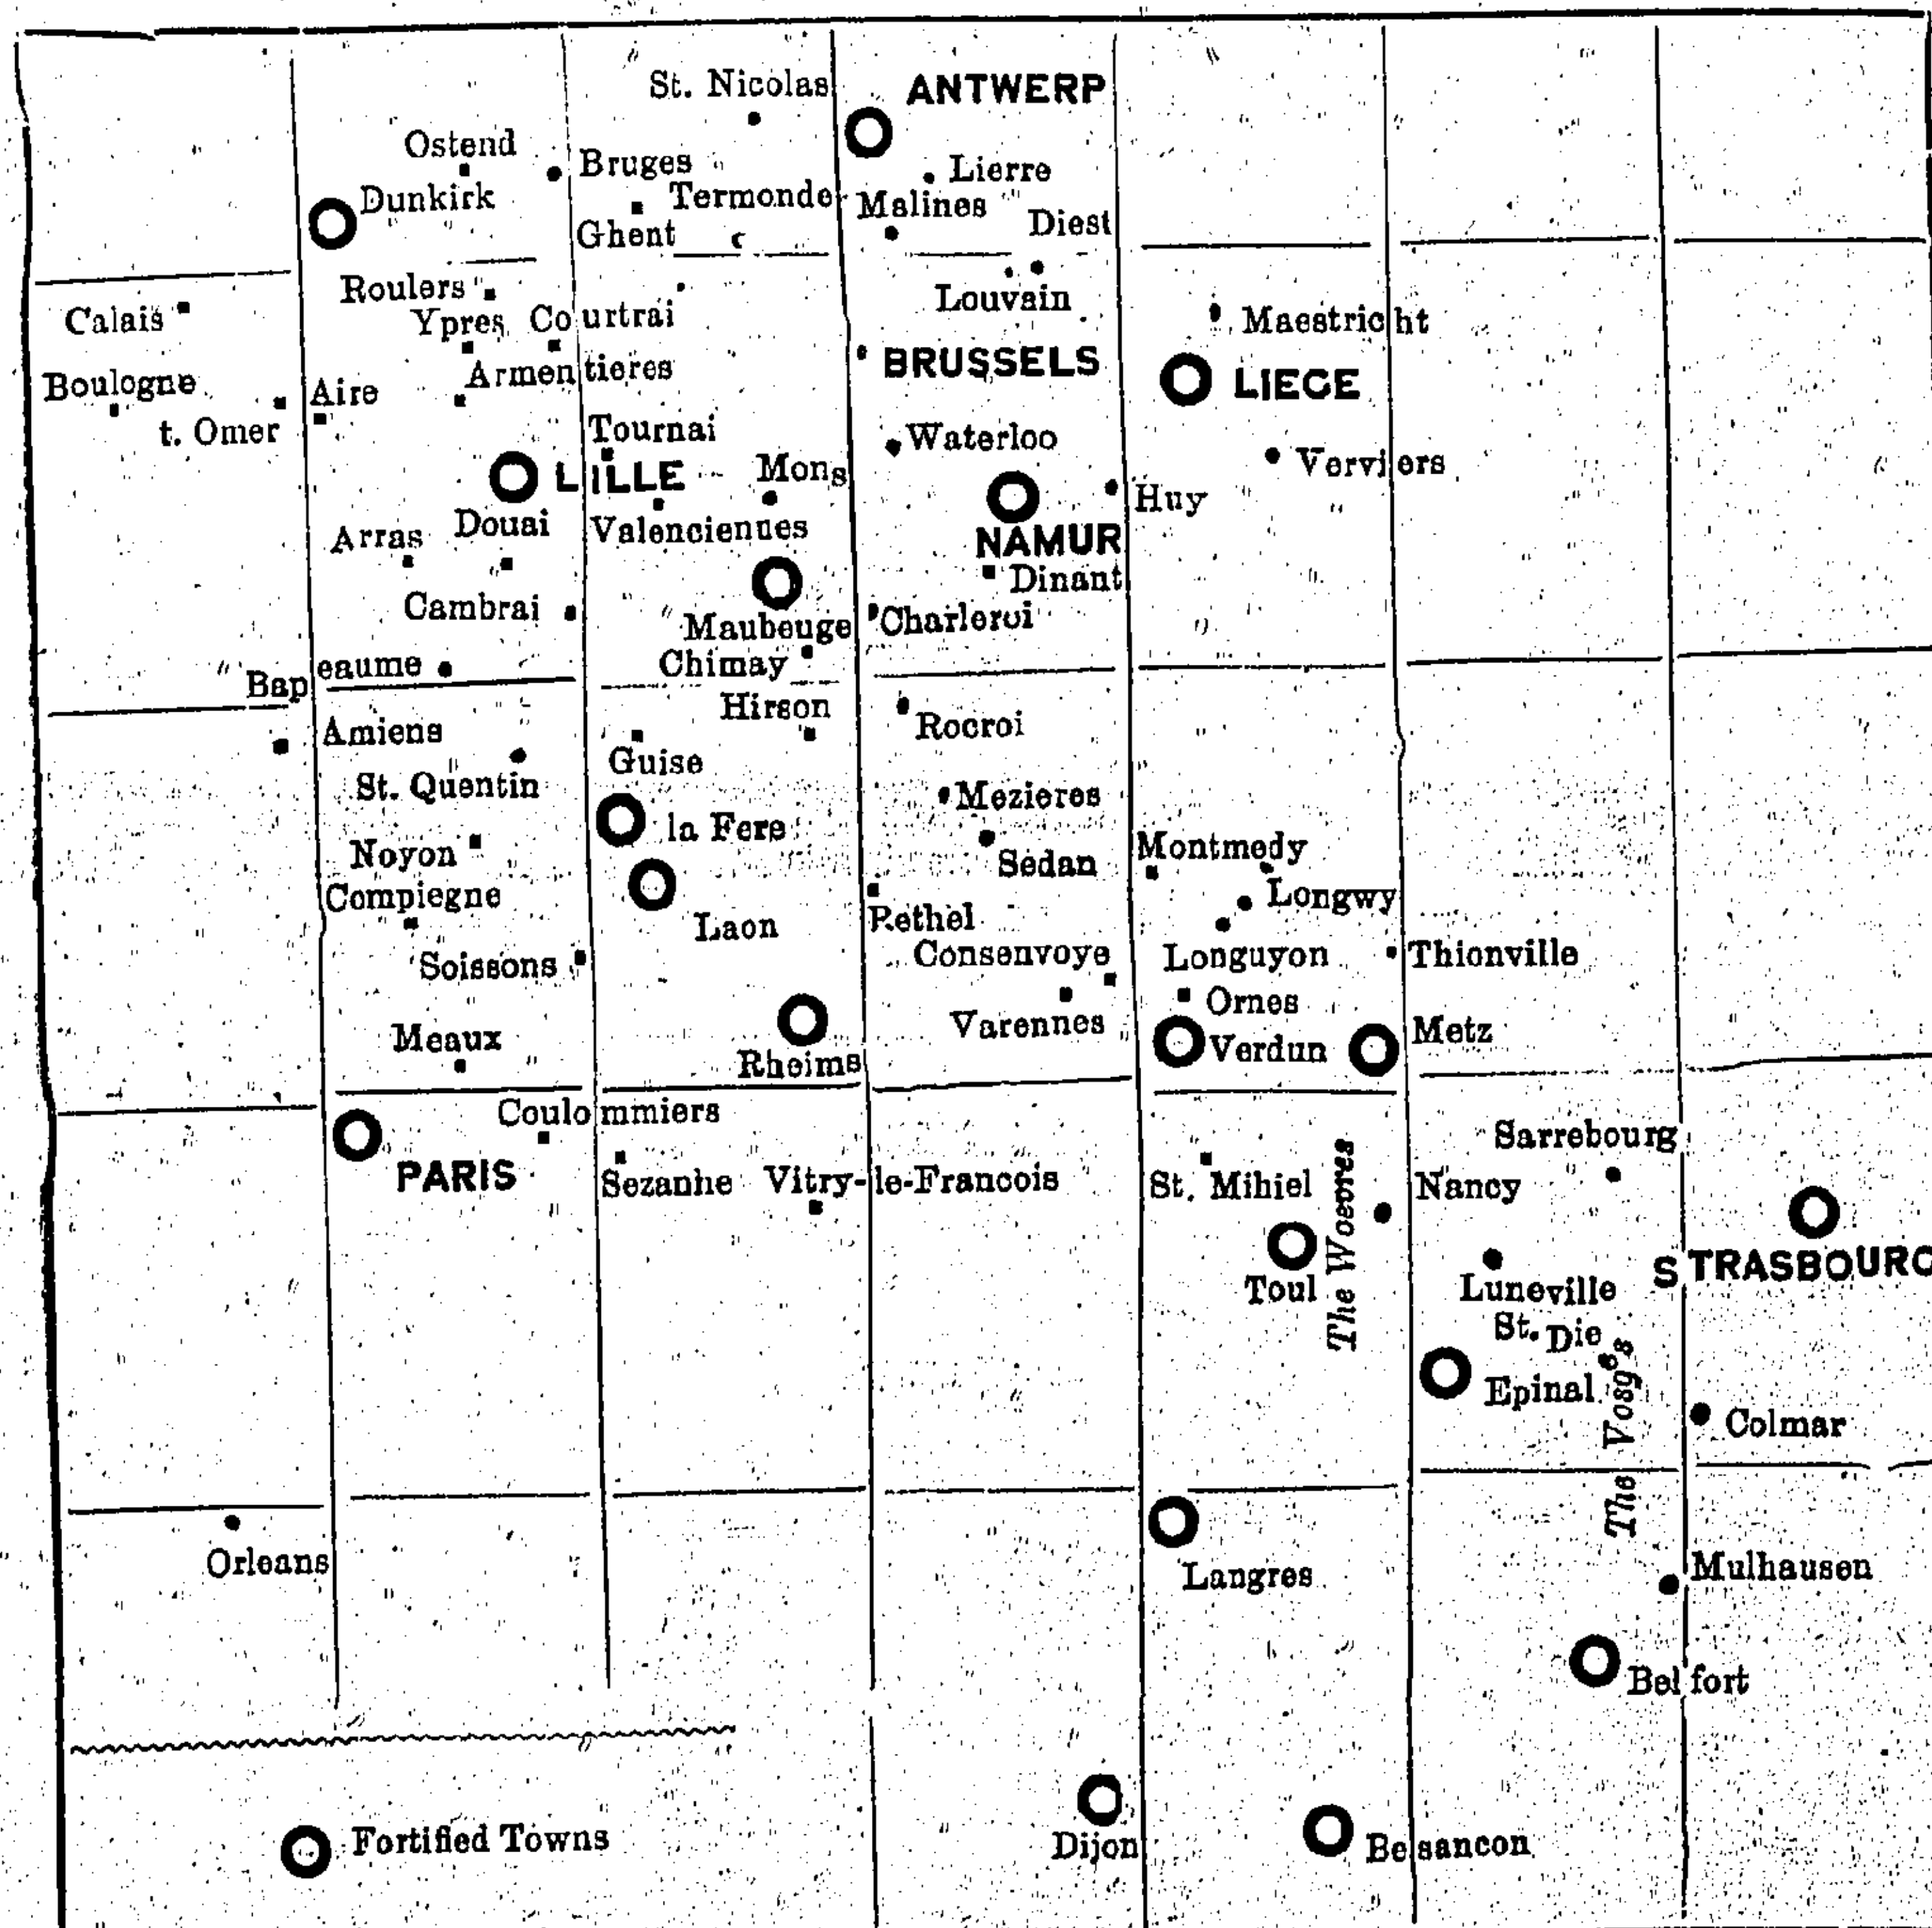 St. Nicolas
ANTWERP
Ostend
Bruges
Lierre
Dunkirk
Termonde
Malines
Diest
Ghent
Roulers
Louvain
Calais
Ypres
Courtrai
Maestricht
BRUSSELS
Boulogne
Aire
Armentieres
LIEGE
t. Omer
Tournai
Waterloo
LILLE
Mons
Verviers
Huy
Arras
Douai
Valenciennes
NAMUR
Dinant
Cambrai
Maubeuge
Charleroi
Bapeaume
Chimay
Hirson
Rocroi
Amiens
Guise
St. Quentin
Mezieres
la Fere
Noyon
Sedan
Montmedy
Compiegne
Longwy
Laon
Rethel
Soissons
Consenvoye
Longuyon
Thionville
Ornes
Meaux
Varennes
Verdun
Metz
Rheims
Coulommiers
Sarrebourg
PARIS
Sezanhe
Vitry-le-Francois
St. Mihiel
The Woevres
Nancy
Toul
Luneville
STRASBOURG
St. Die
Epinal
The Vosges
Colmar
Orleans
Langres
Mulhausen
Belfort
Fortified Towns
Dijon
Besancon